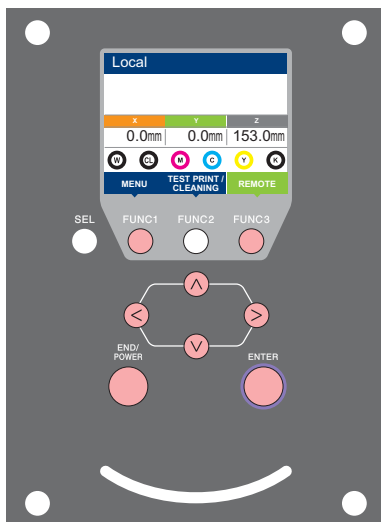 Local
X Y Z
0.0mm 0.0mm 153.0mm
W CL M C Y K
MENU
TEST PRINT /
CLEANING
REMOTE
SEL FUNC1 FUNC2 FUNC3
∧
< >
∨
END/
POWER
ENTER